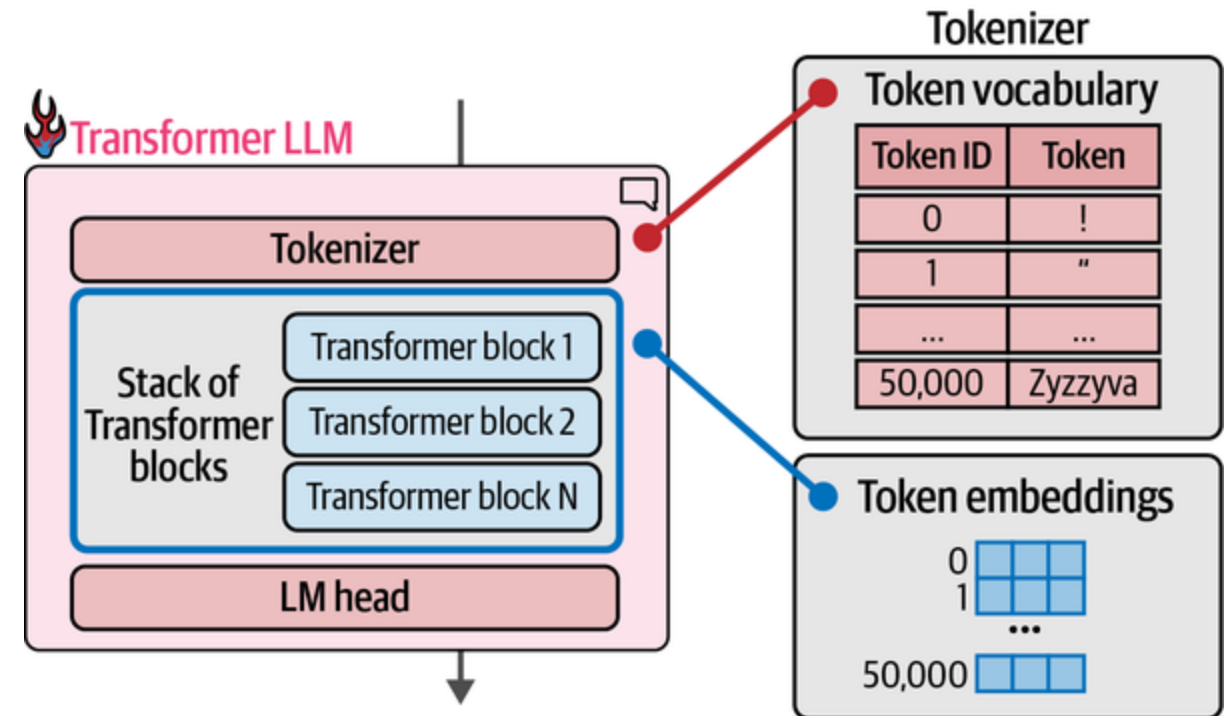 Transformer LLM
Tokenizer
Stack of
Transformer
blocks
Transformer block 1
Transformer block 2
Transformer block N
LM head
Tokenizer
Token vocabulary
Token ID Token
0 !
1 "
... ...
50,000 Zyzzyva
Token embeddings
0
1
...
50,000